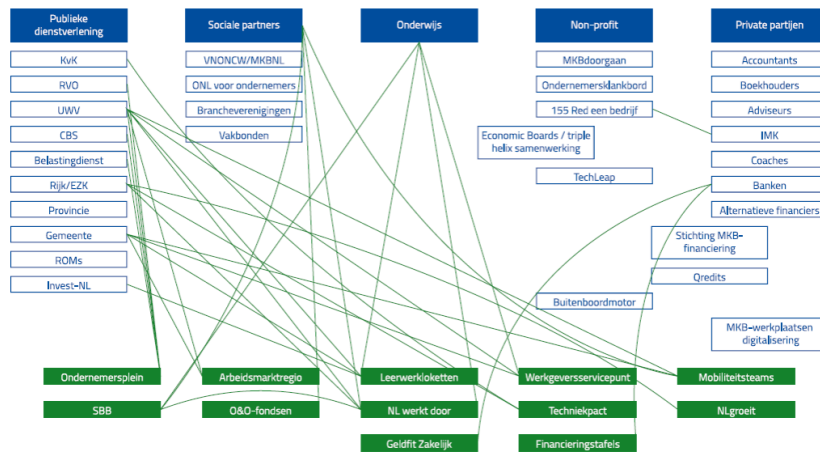 Publieke
dienstverlening
Sociale partners
Onderwijs
Non-profit
Private partijen
KvK
VNONCW/MKBNL
MKBdoorgaan
Accountants
RVO
ONL voor ondernemers
Ondernemersklankbord
Boekhouders
UWV
Brancheverenigingen
155 Red een bedrijf
Adviseurs
CBS
Vakbonden
Economic Boards / triple
helix samenwerking
IMK
Belastingdienst
Coaches
Rijk/EZK
TechLeap
Banken
Provincie
Alternatieve financiers
Gemeente
Stichting MKB-
financiering
ROMs
Qredits
Invest-NL
Buitenboordmotor
MKB-werkplaatsen
digitalisering
Ondernemersplein
Arbeidsmarktregio
Leerwerkloketten
Werkgeversservicepunt
Mobiliteitsteams
SBB
O&O-fondsen
NL werkt door
Techniekpact
NLgroeit
Geldfit Zakelijk
Financieringstafels